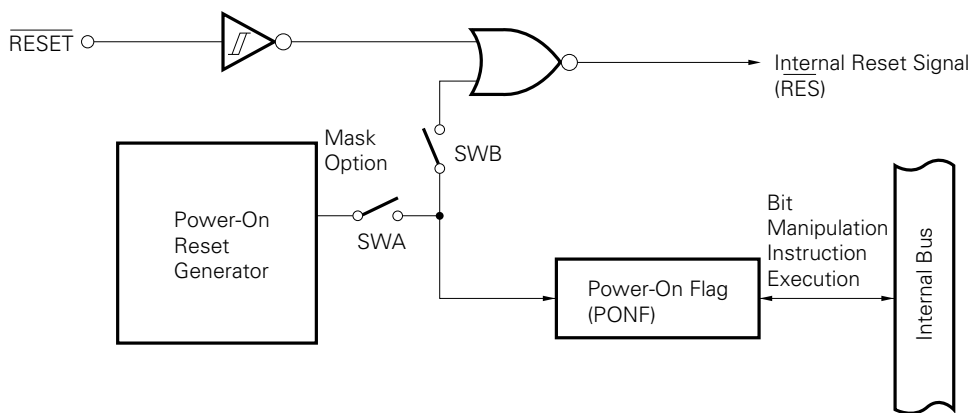 RESET
Internal Reset Signal
(RES)
Mask
Option
SWB
Power-On
Reset
Generator
SWA
Bit
Manipulation
Instruction
Execution
Power-On Flag
(PONF)
Internal Bus